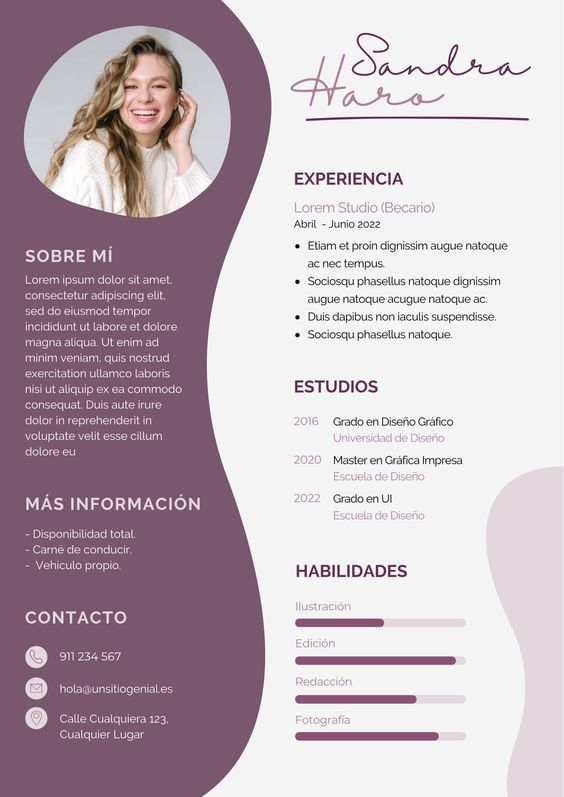 Sandra
Haro
SOBRE MÍ
Lorem ipsum dolor sit amet,
consectetur adipiscing elit,
sed do eiusmod tempor
incididunt ut labore et dolore
magna aliqua. Ut enim ad
minim veniam, quis nostrud
exercitation ullamco laboris
nisi ut aliquip ex ea commodo
consequat. Duis aute irure
dolor in reprehenderit in
voluptate velit esse cillum
dolore eu
MÁS INFORMACIÓN
- Disponibilidad total.
- Carné de conducir.
- Vehículo propio.
CONTACTO
911 234 567
hola@unsitiogenial.es
Calle Cualquiera 123,
Cualquier Lugar
EXPERIENCIA
Lorem Studio (Becario)
Abril - Junio 2022
• Etiam et proin dignissim augue natoque
ac nec tempus.
• Sociosqu phasellus natoque dignissim
augue natoque acugue natoque ac.
• Duis dapibus non iaculis suspendisse.
• Sociosqu phasellus natoque.
ESTUDIOS
2016 Grado en Diseño Gráfico
Universidad de Diseño
2020 Master en Gráfica Impresa
Escuela de Diseño
2022 Grado en UI
Escuela de Diseño
HABILIDADES
Ilustración
Edición
Redacción
Fotografía